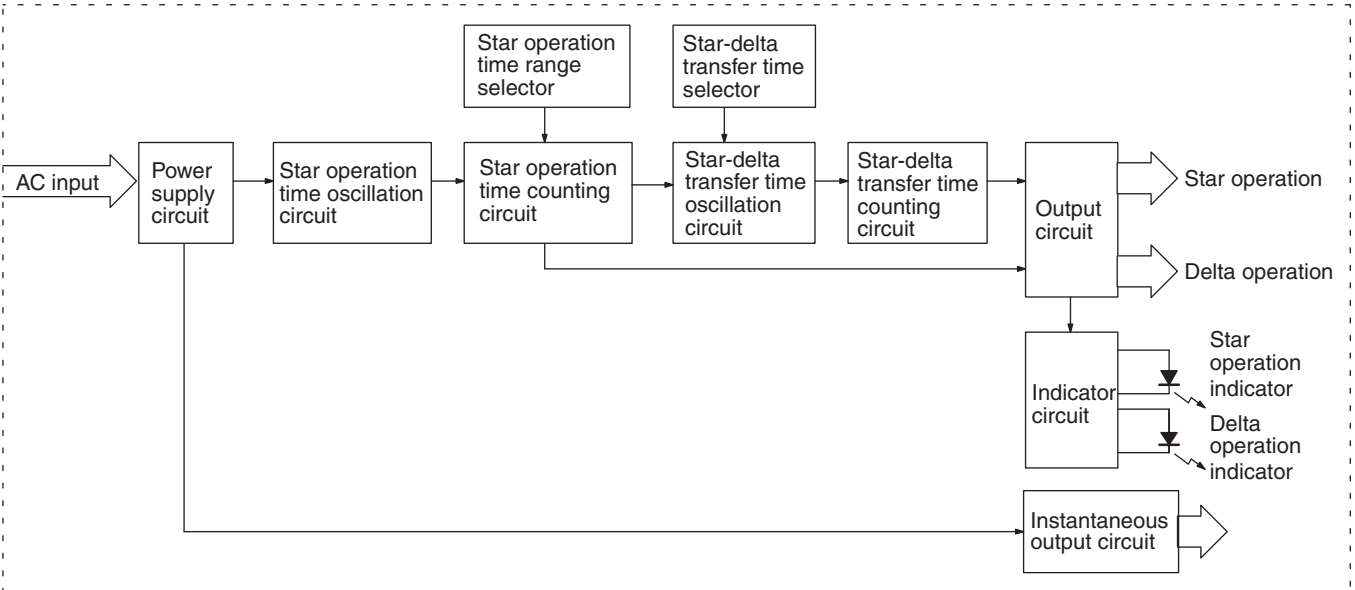 Star operation
time range
selector
Star-delta
transfer time
selector
AC input
Power
supply
circuit
Star operation
time oscillation
circuit
Star operation
time counting
circuit
Star-delta
transfer time
oscillation
circuit
Star-delta
transfer time
counting
circuit
Output
circuit
Star operation
Delta operation
Indicator
circuit
Star
operation
indicator
Delta
operation
indicator
Instantaneous
output circuit